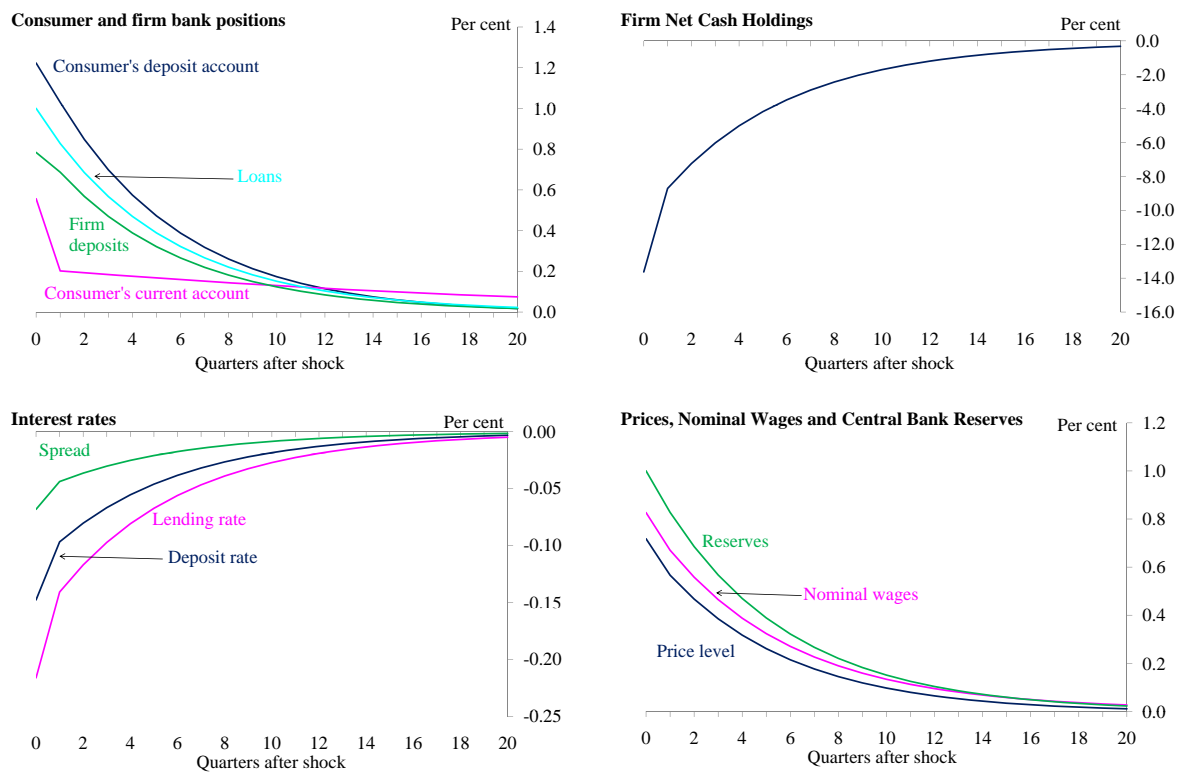 Consumer and firm bank positions
Per cent
1.4
1.2
1.0
0.8
0.6
0.4
0.2
0.0
Consumer's deposit account
Loans
Firm
deposits
Consumer's current account
0 2 4 6 8 10 12 14 16 18 20
Quarters after shock
Firm Net Cash Holdings
Per cent
0.0
-2.0
-4.0
-6.0
-8.0
-10.0
-12.0
-14.0
-16.0
0 2 4 6 8 10 12 14 16 18 20
Quarters after shock
Interest rates
Per cent
0.00
-0.05
-0.10
-0.15
-0.20
-0.25
Spread
Lending rate
Deposit rate
0 2 4 6 8 10 12 14 16 18 20
Quarters after shock
Prices, Nominal Wages and Central Bank Reserves
Per cent
1.2
1.0
0.8
0.6
0.4
0.2
0.0
Reserves
Nominal wages
Price level
0 2 4 6 8 10 12 14 16 18 20
Quarters after shock